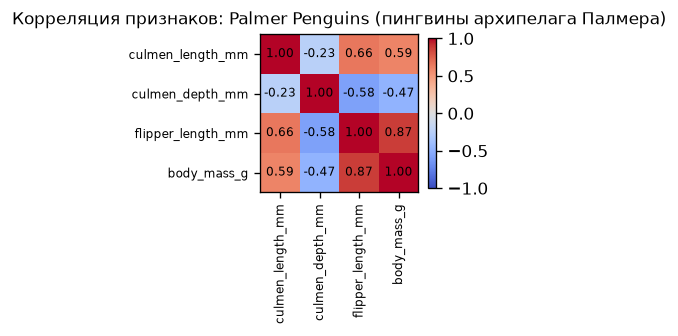 Корреляция признаков: Palmer Penguins (пингвины архипелага Палмера)
culmen_length_mm 1.00 -0.23 0.66 0.59
culmen_depth_mm -0.23 1.00 -0.58 -0.47
flipper_length_mm 0.66 -0.58 1.00 0.87
body_mass_g 0.59 -0.47 0.87 1.00
culmen_length_mm
culmen_depth_mm
flipper_length_mm
body_mass_g
1.0
0.5
0.0
−0.5
−1.0